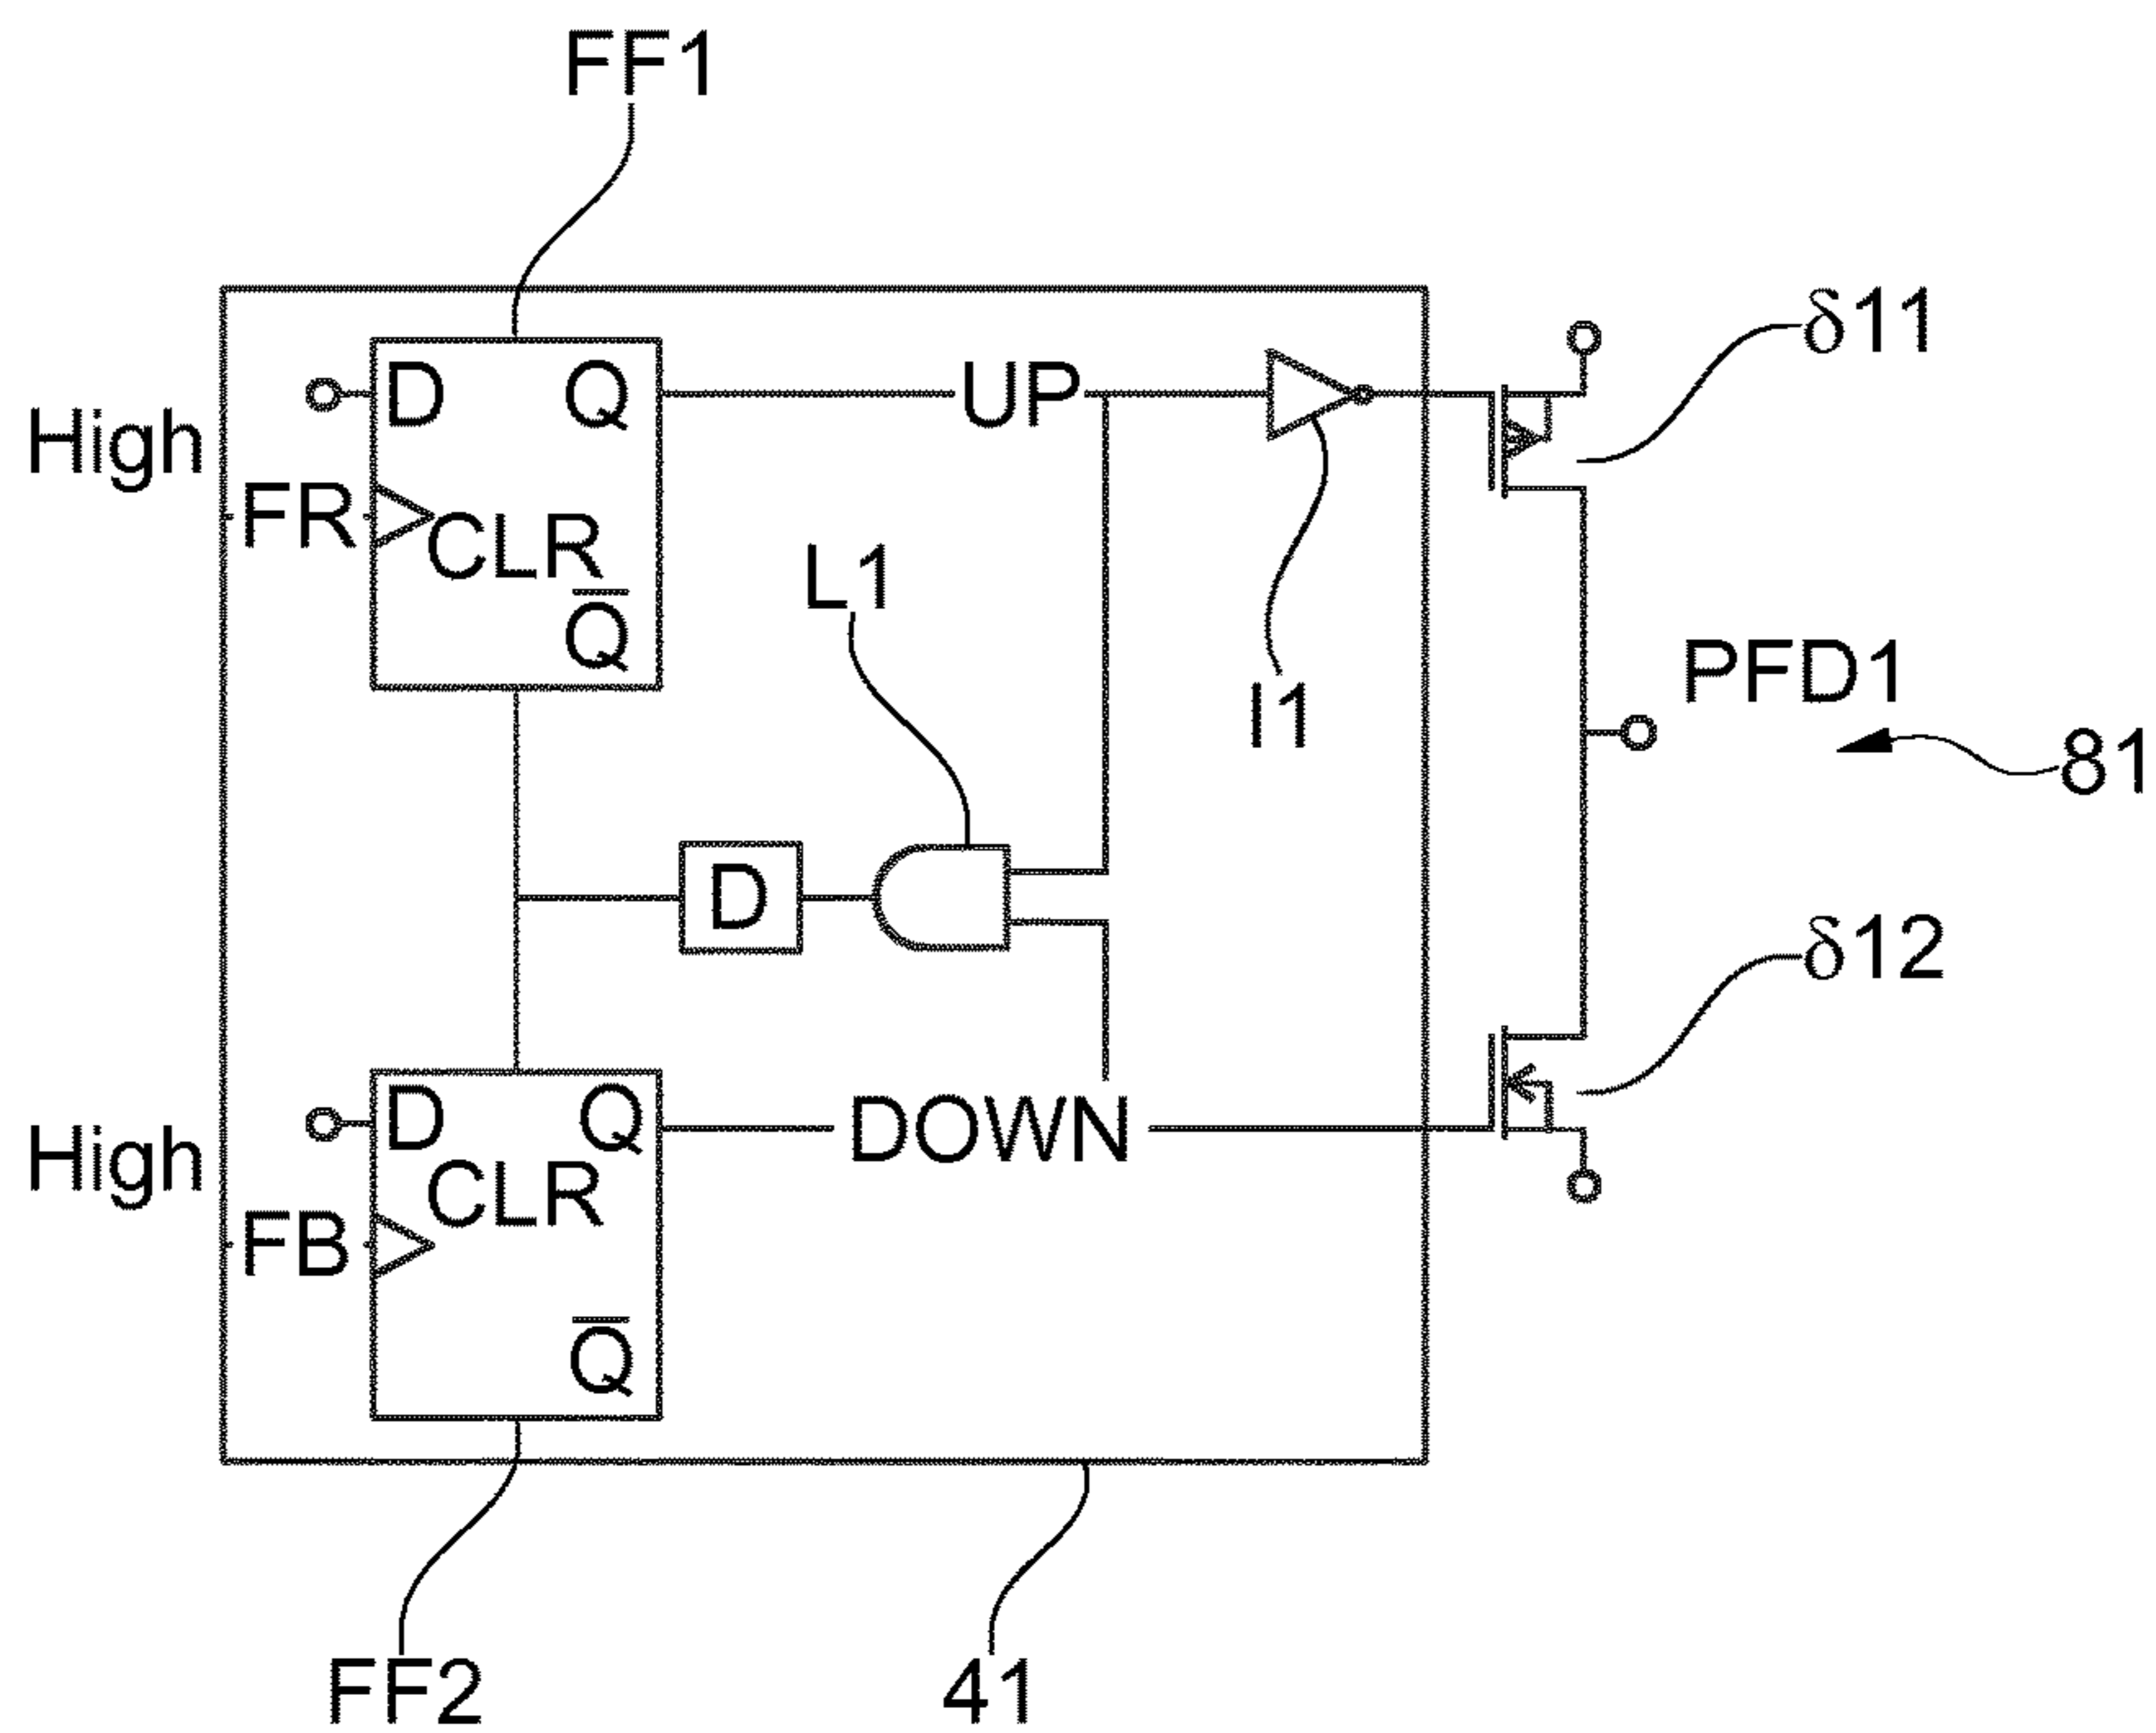 FF1
δ11
D Q UP
High
FR CLR
Q̅
L1
I1
PFD1
81
D
δ12
D Q DOWN
High
CLR
FB
Q̅
FF2
41